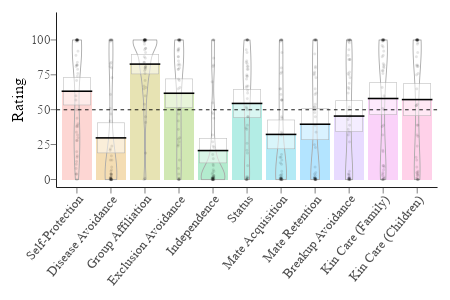 Rating
100
75
50
25
0
Self-Protection
Disease Avoidance
Group Affiliation
Exclusion Avoidance
Independence
Status
Mate Acquisition
Mate Retention
Breakup Avoidance
Kin Care (Family)
Kin Care (Children)